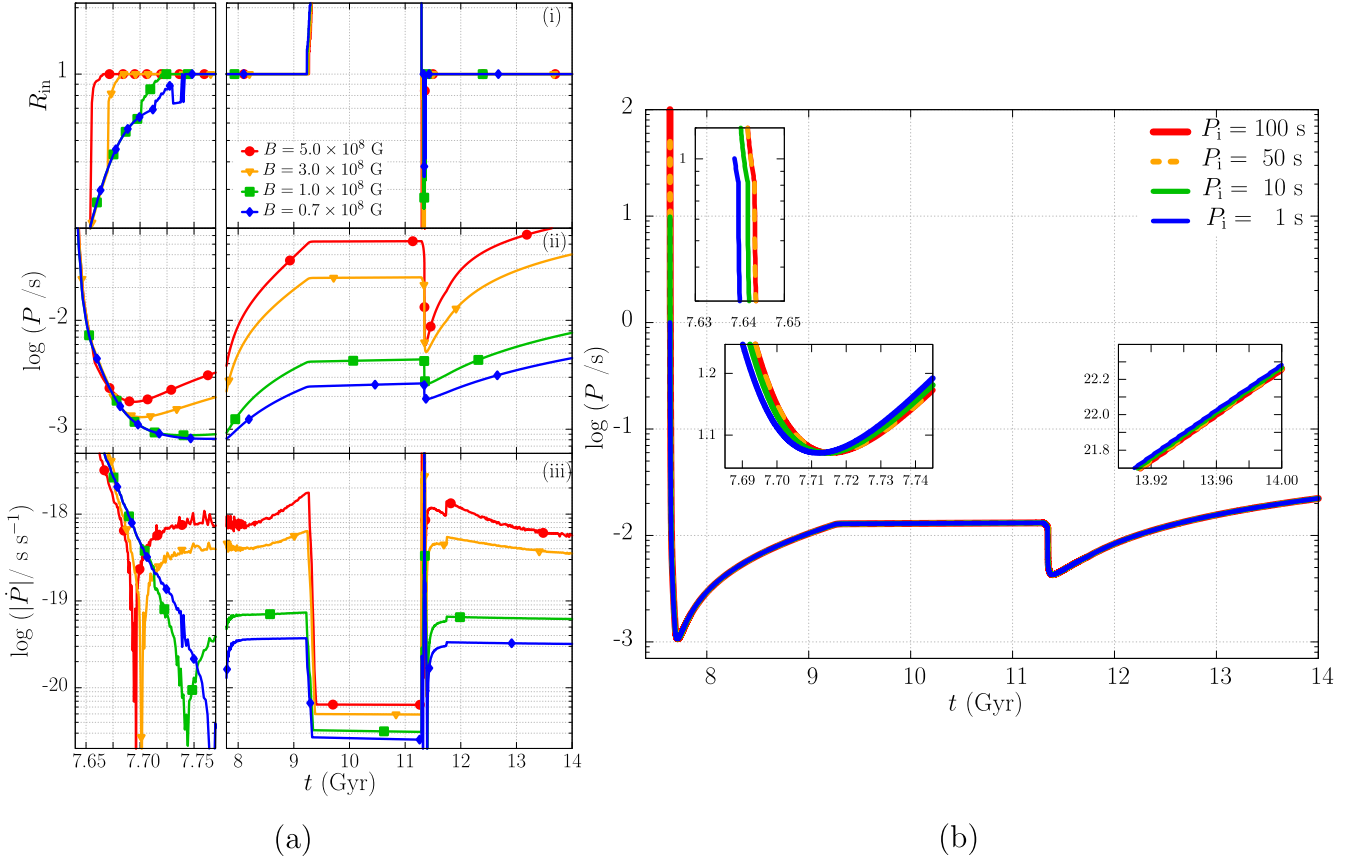 (i)
1
R_in
B = 5.0 × 10^8 G
B = 3.0 × 10^8 G
B = 1.0 × 10^8 G
B = 0.7 × 10^8 G
(ii)
-2
-3
log (P /s)
(iii)
-18
-19
-20
log (|Ṗ| / s s^−1)
7.65 7.70 7.75 8 9 10 11 12 13 14
t (Gyr)
(a)
2
1
0
-1
-2
-3
log (P /s)
P_i = 100 s
P_i = 50 s
P_i = 10 s
P_i = 1 s
1
7.63 7.64 7.65
1.2
1.1
7.69 7.70 7.71 7.72 7.73 7.74
22.2
22.0
21.8
13.92 13.96 14.00
8 9 10 11 12 13 14
t (Gyr)
(b)